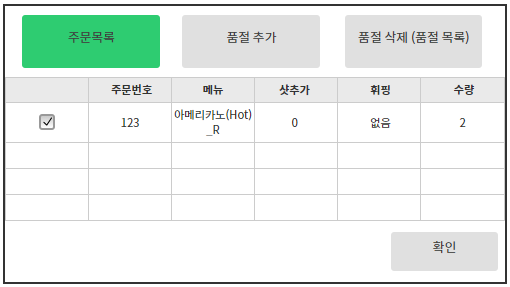 주문목록 품절 추가 품절 삭제 (품절 목록)
주문번호 메뉴 샷추가 휘핑 수량
123 아메리카노(Hot)_R 0 없음 2
확인